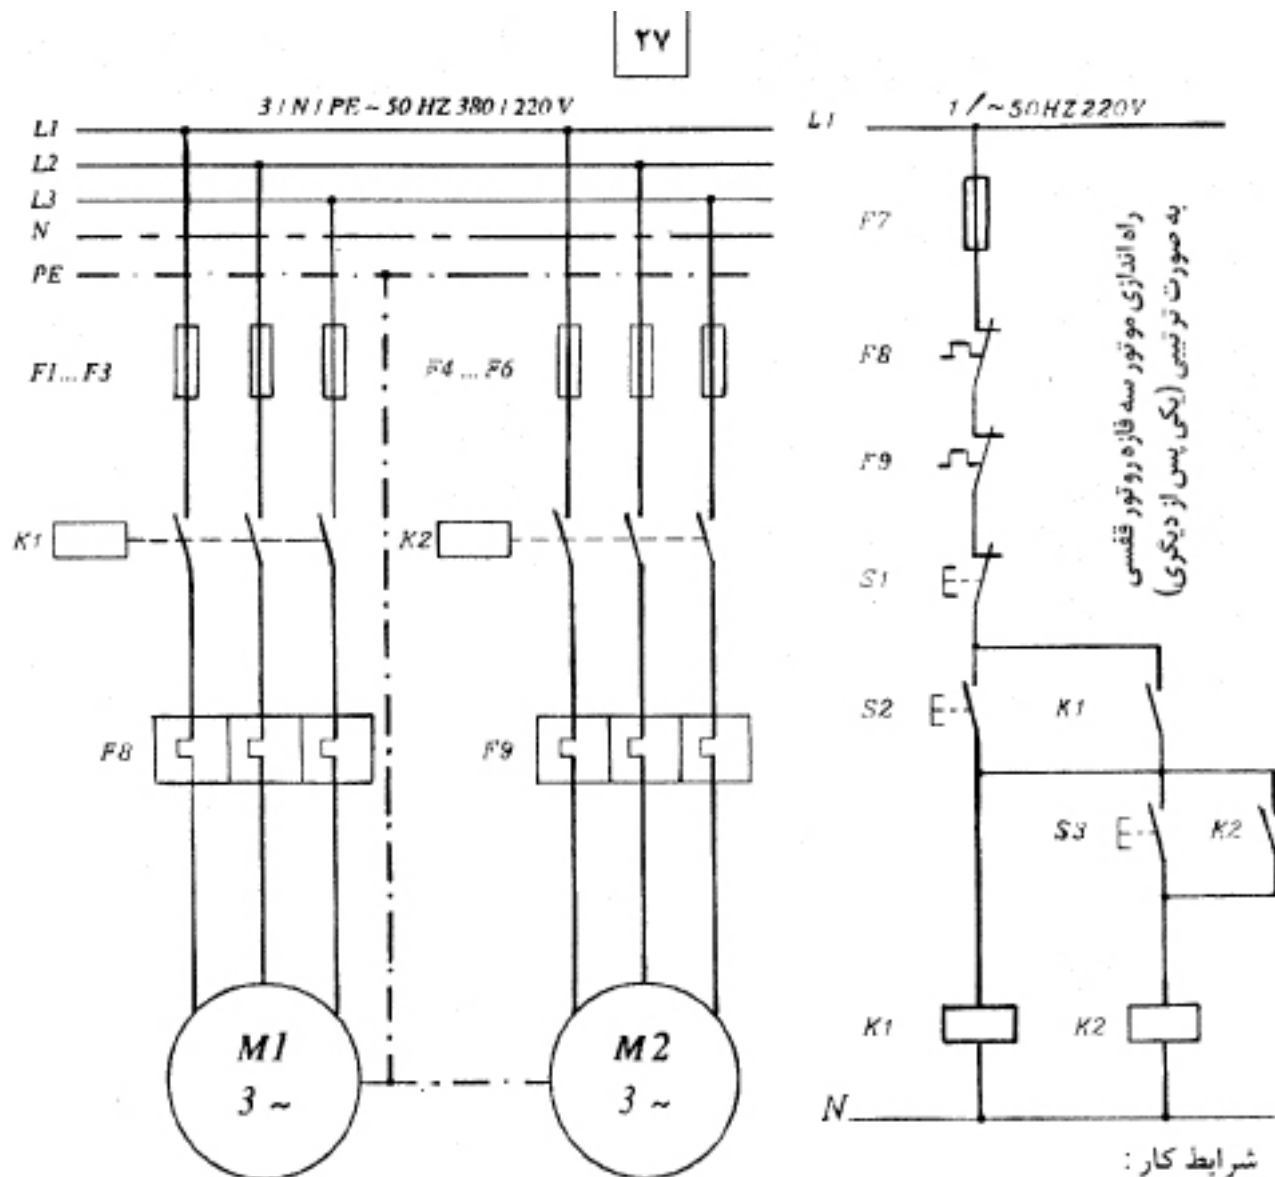 ۲۷
3 / N / PE ~ 50 HZ 380 / 220 V
L1
L2
L3
N
PE
F1 ... F3
F4 ... F6
K1
K2
F8
F9
M1
3 ~
M2
3 ~
L1
1 / ~ 50 HZ 220V
F7
F8
F9
S1
S2
K1
S3
K2
K1
K2
N
راه اندازی موتور سه فازه روتور قفسی
به صورت ترتیبی (یکی پس از دیگری)
شرایط کار :